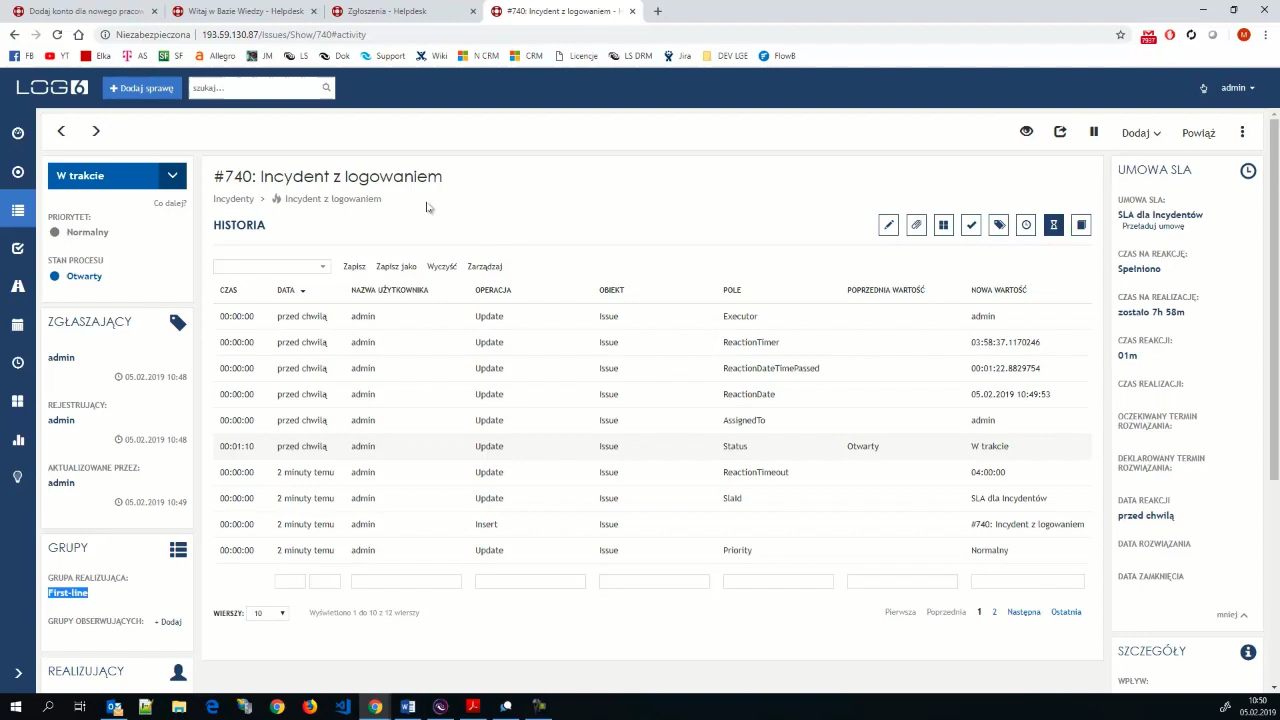 Dodaj konto dla nowego pracow
Witaj w Bazie Wiedzy - Helpdesk
Zgłoszenia - Helpdesk
#740: Incydent z logowaniem - H
Niezabezpieczona | 193.59.130.87/Issues/Show/740#activity
FB YT Elka AS SF Allegro JM LS Dok Support Wiki N CRM CRM Licencje LS DRM Jira DEV LGE FlowB
LOG6
+ Dodaj sprawę
szukaj...
admin
Dodaj
Powiąż
W trakcie
Co dalej?
PRIORYTET:
Normalny
STAN PROCESU
Otwarty
ZGŁASZAJĄCY
admin
05.02.2019 10:48
REJESTRUJĄCY:
admin
05.02.2019 10:48
AKTUALIZOWANE PRZEZ:
admin
05.02.2019 10:49
GRUPY
GRUPA REALIZUJĄCA:
First-line
GRUPY OBSERWUJĄCYCH: + Dodaj
REALIZUJĄCY
#740: Incydent z logowaniem
Incydenty > Incydent z logowaniem
HISTORIA
Zapisz Zapisz jako Wyczyść Zarządzaj
CZAS DATA NAZWA UŻYTKOWNIKA OPERACJA OBIEKT POLE POPRZEDNIA WARTOŚĆ NOWA WARTOŚĆ
00:00:00 przed chwilą admin Update Issue Executor admin
00:00:00 przed chwilą admin Update Issue ReactionTimer 03:58:37.1170246
00:00:00 przed chwilą admin Update Issue ReactionDateTimePassed 00:01:22.8829754
00:00:00 przed chwilą admin Update Issue ReactionDate 05.02.2019 10:49:53
00:00:00 przed chwilą admin Update Issue AssignedTo admin
00:01:10 przed chwilą admin Update Issue Status Otwarty W trakcie
00:00:00 2 minuty temu admin Update Issue ReactionTimeout 04:00:00
00:00:00 2 minuty temu admin Update Issue SlaId SLA dla Incydentów
00:00:00 2 minuty temu admin Insert Issue #740: Incydent z logowaniem
00:00:00 2 minuty temu admin Update Issue Priority Normalny
WIERSZY: 10 Wyświetlono 1 do 10 z 12 wierszy
Pierwsza Poprzednia 1 2 Następna Ostatnia
UMOWA SLA
UMOWA SLA:
SLA dla Incydentów
Przeładuj umowę
CZAS NA REAKCJĘ:
Spełniono
CZAS NA REALIZACJĘ:
zostało 7h 58m
CZAS REAKCJI:
01m
CZAS REALIZACJI:
OCZEKIWANY TERMIN
ROZWIĄZANIA:
DEKLAROWANY TERMIN
ROZWIĄZANIA:
DATA REAKCJI
przed chwilą
DATA ROZWIĄZANIA
DATA ZAMKNIĘCIA
mniej
SZCZEGÓŁY
WPŁYW:
10:50
05.02.2019